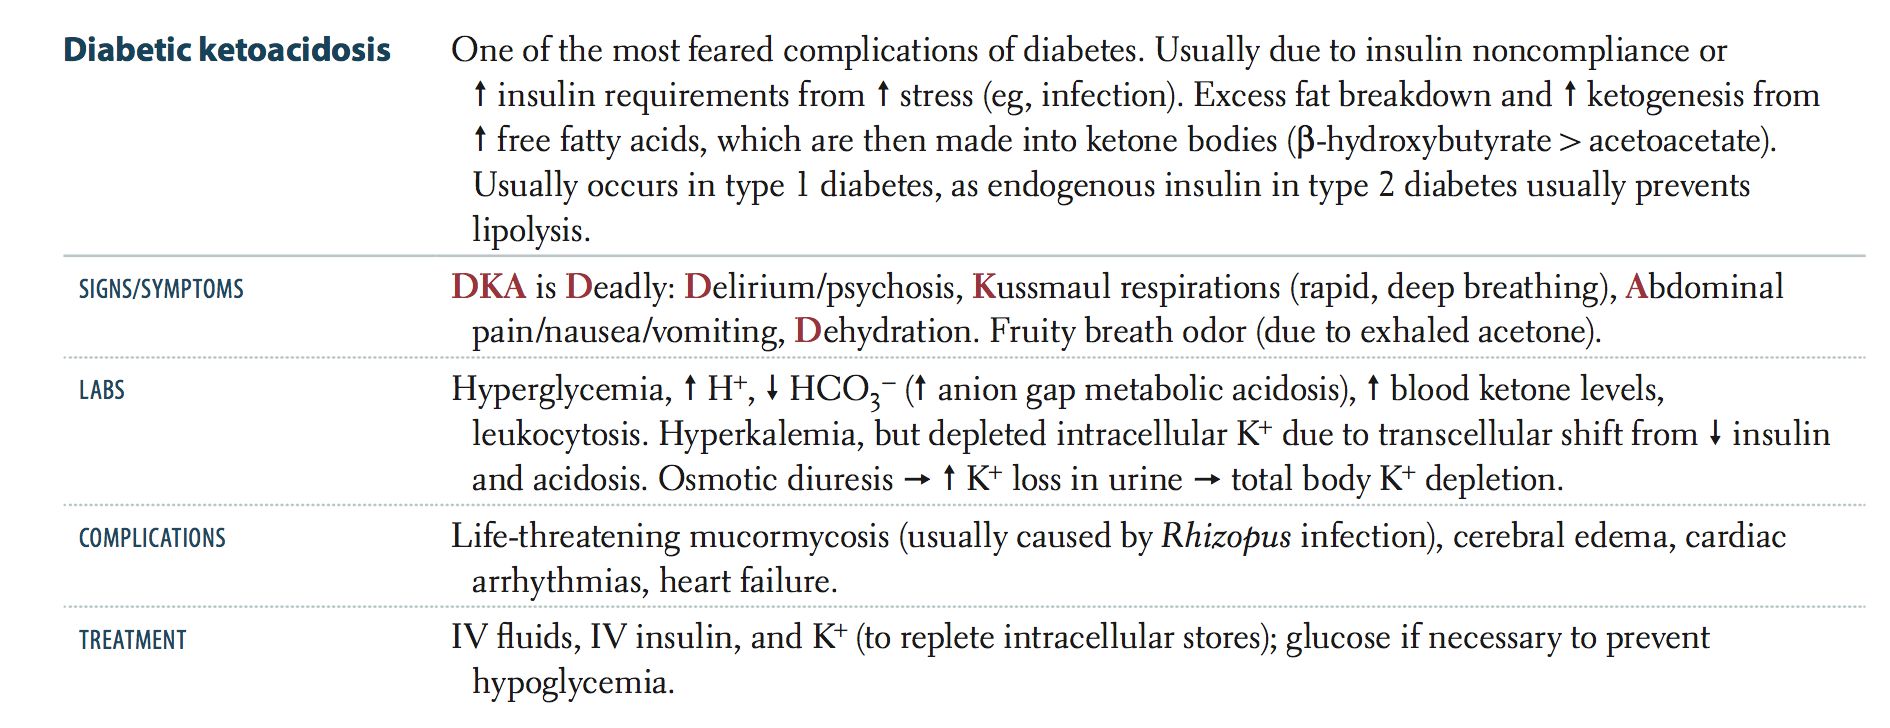 Diabetic ketoacidosis
One of the most feared complications of diabetes. Usually due to insulin noncompliance or
↑ insulin requirements from ↑ stress (eg, infection). Excess fat breakdown and ↑ ketogenesis from
↑ free fatty acids, which are then made into ketone bodies (β-hydroxybutyrate > acetoacetate).
Usually occurs in type 1 diabetes, as endogenous insulin in type 2 diabetes usually prevents
lipolysis.
SIGNS/SYMPTOMS
DKA is Deadly: Delirium/psychosis, Kussmaul respirations (rapid, deep breathing), Abdominal
pain/nausea/vomiting, Dehydration. Fruity breath odor (due to exhaled acetone).
LABS
Hyperglycemia, ↑ H⁺, ↓ HCO₃⁻ (↑ anion gap metabolic acidosis), ↑ blood ketone levels,
leukocytosis. Hyperkalemia, but depleted intracellular K⁺ due to transcellular shift from ↓ insulin
and acidosis. Osmotic diuresis → ↑ K⁺ loss in urine → total body K⁺ depletion.
COMPLICATIONS
Life-threatening mucormycosis (usually caused by Rhizopus infection), cerebral edema, cardiac
arrhythmias, heart failure.
TREATMENT
IV fluids, IV insulin, and K⁺ (to replete intracellular stores); glucose if necessary to prevent
hypoglycemia.